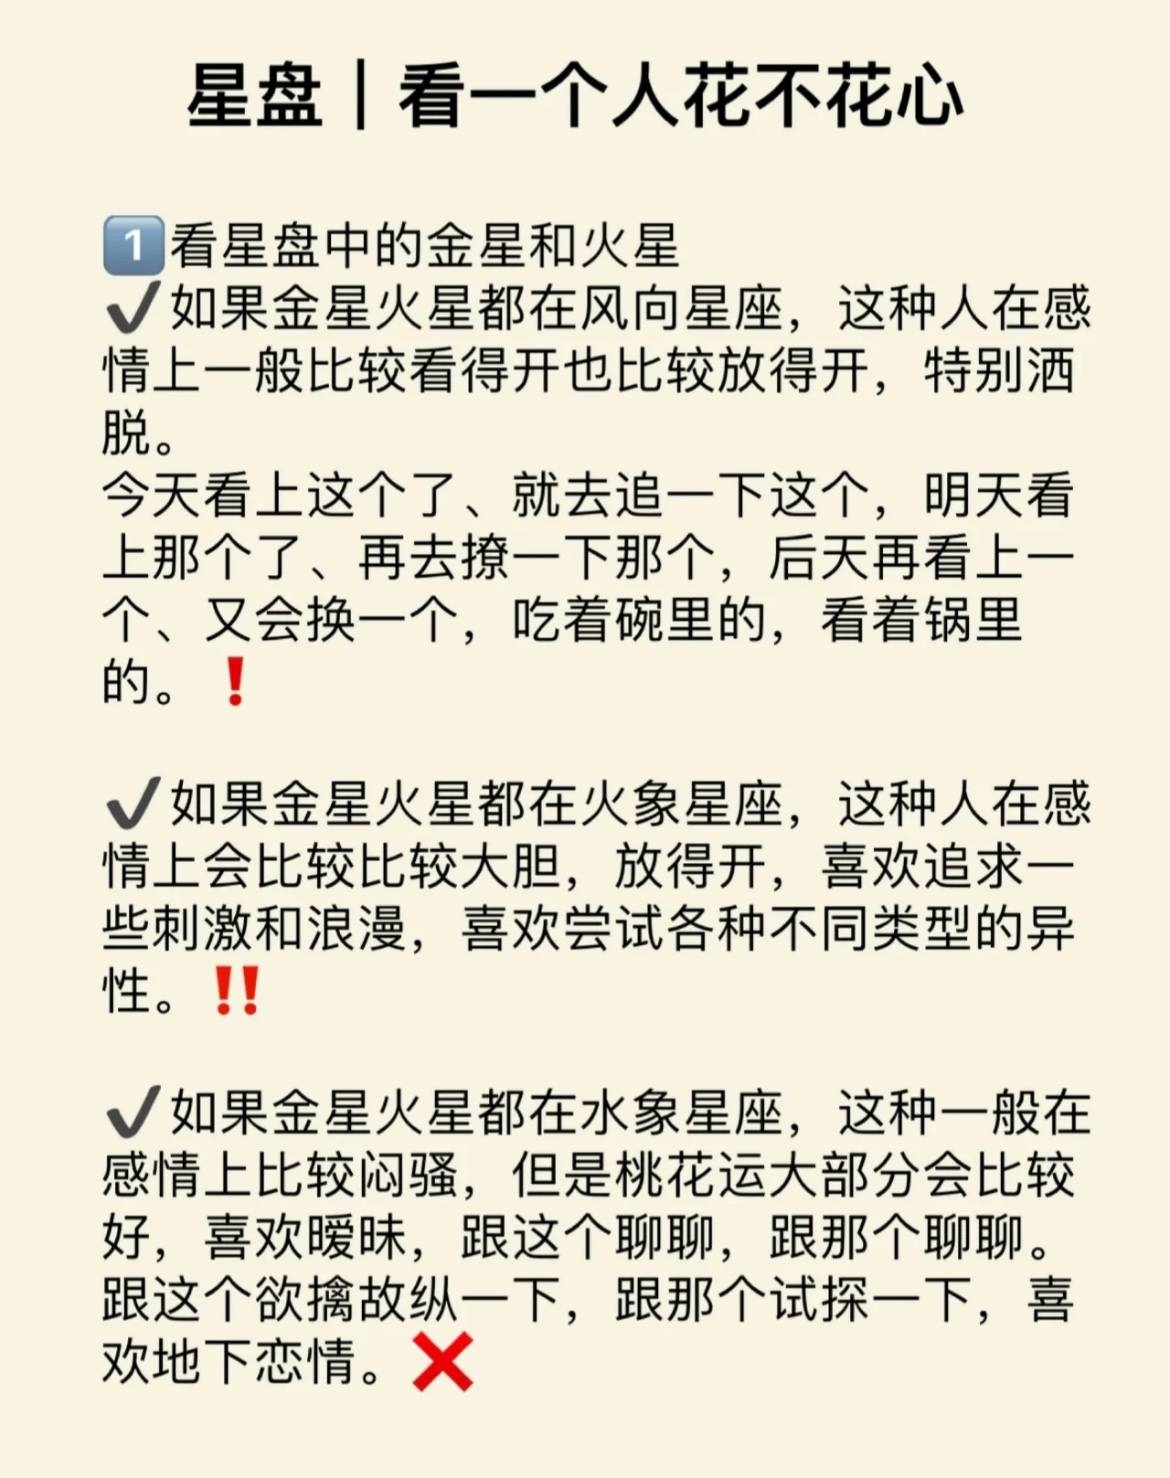 星盘｜看一个人花不花心
1️⃣看星盘中的金星和火星
✔️如果金星火星都在风向星座，这种人在感
情上一般比较看得开也比较放得开，特别洒
脱。
今天看上这个了、就去追一下这个，明天看
上那个了、再去撩一下那个，后天再看上一
个、又会换一个，吃着碗里的，看着锅里
的。❗
✔️如果金星火星都在火象星座，这种人在感
情上会比较比较大胆，放得开，喜欢追求一
些刺激和浪漫，喜欢尝试各种不同类型的异
性。‼️
✔️如果金星火星都在水象星座，这种一般在
感情上比较闷骚，但是桃花运大部分会比较
好，喜欢暧昧，跟这个聊聊，跟那个聊聊。
跟这个欲擒故纵一下，跟那个试探一下，喜
欢地下恋情。❌